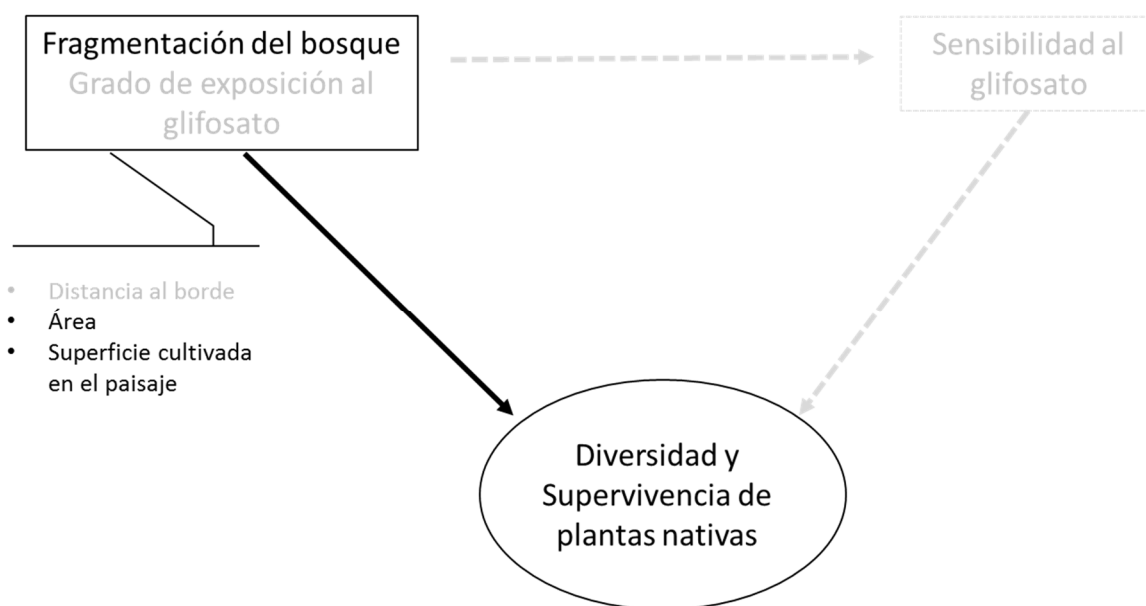 Fragmentación del bosque
Grado de exposición al
glifosato
Sensibilidad al
glifosato
• Distancia al borde
• Área
• Superficie cultivada
en el paisaje
Diversidad y
Supervivencia de
plantas nativas